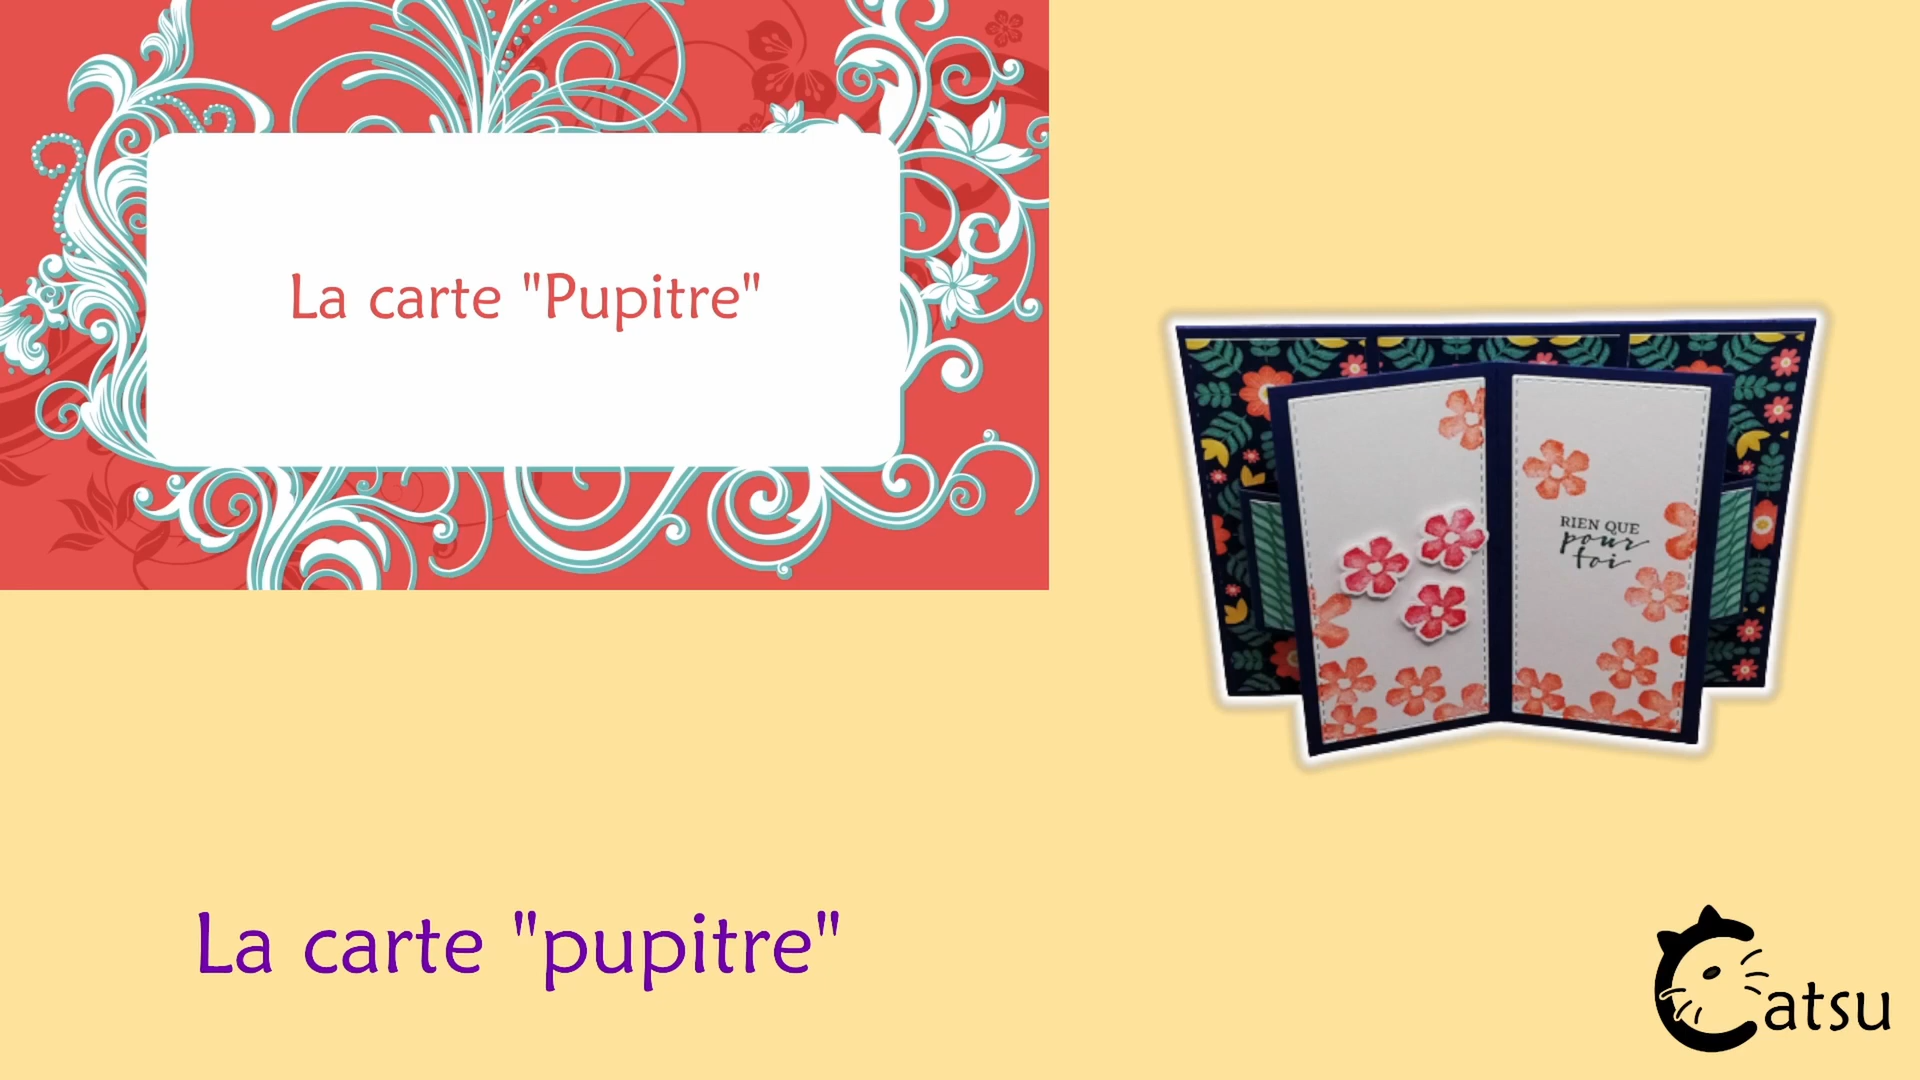 La carte "Pupitre"
RIEN QUE
pour
toi
La carte "pupitre"
Catsu